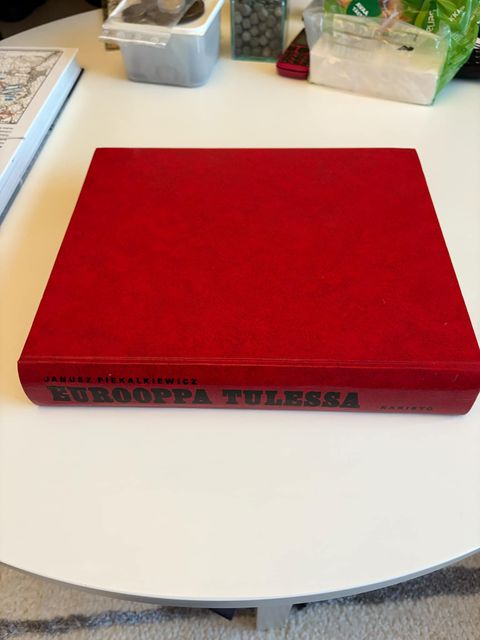 JANUSZ PIEKALKIEWICZ
EUROOPPA TULESSA
KARISTO